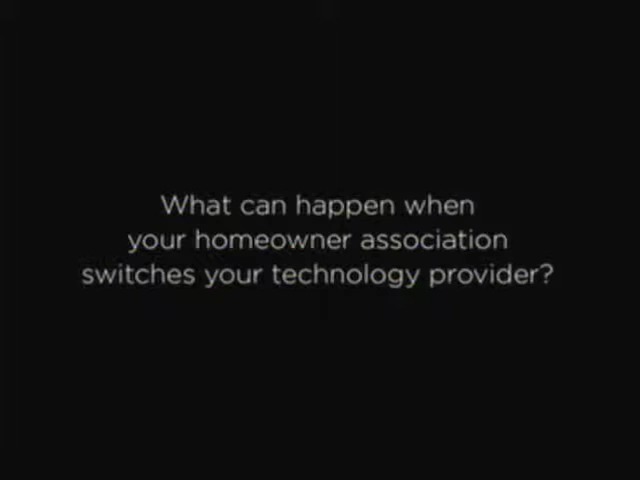 What can happen when
your homeowner association
switches your technology provider?